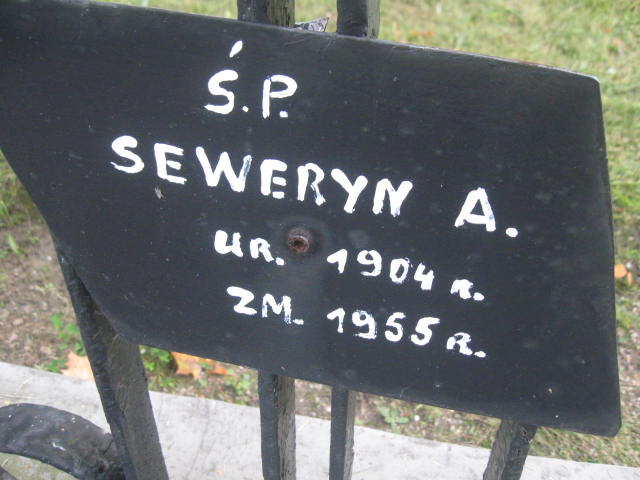 Ś.P.
SEWERYN A.
UR. 1904 R.
ZM. 1955 R.